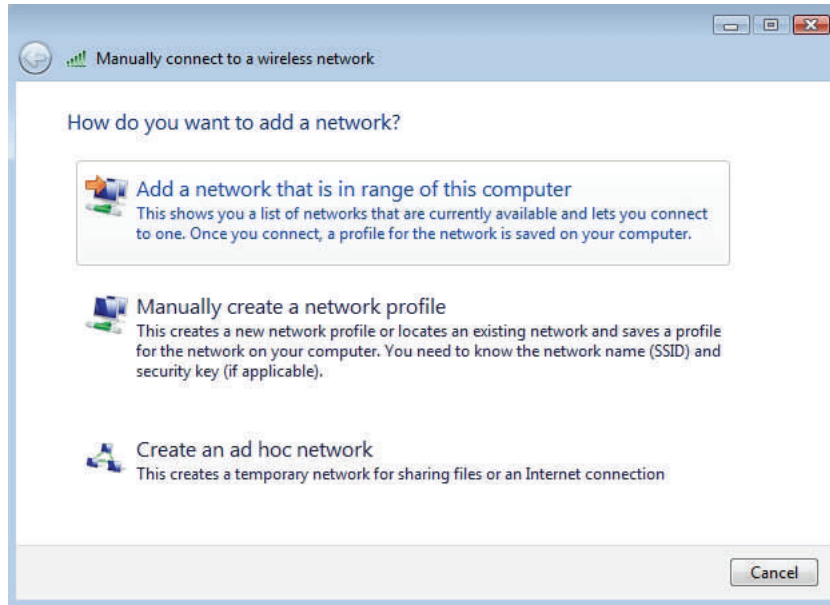 Manually connect to a wireless network
How do you want to add a network?
Add a network that is in range of this computer
This shows you a list of networks that are currently available and lets you connect
to one. Once you connect, a profile for the network is saved on your computer.
Manually create a network profile
This creates a new network profile or locates an existing network and saves a profile
for the network on your computer. You need to know the network name (SSID) and
security key (if applicable).
Create an ad hoc network
This creates a temporary network for sharing files or an Internet connection
Cancel